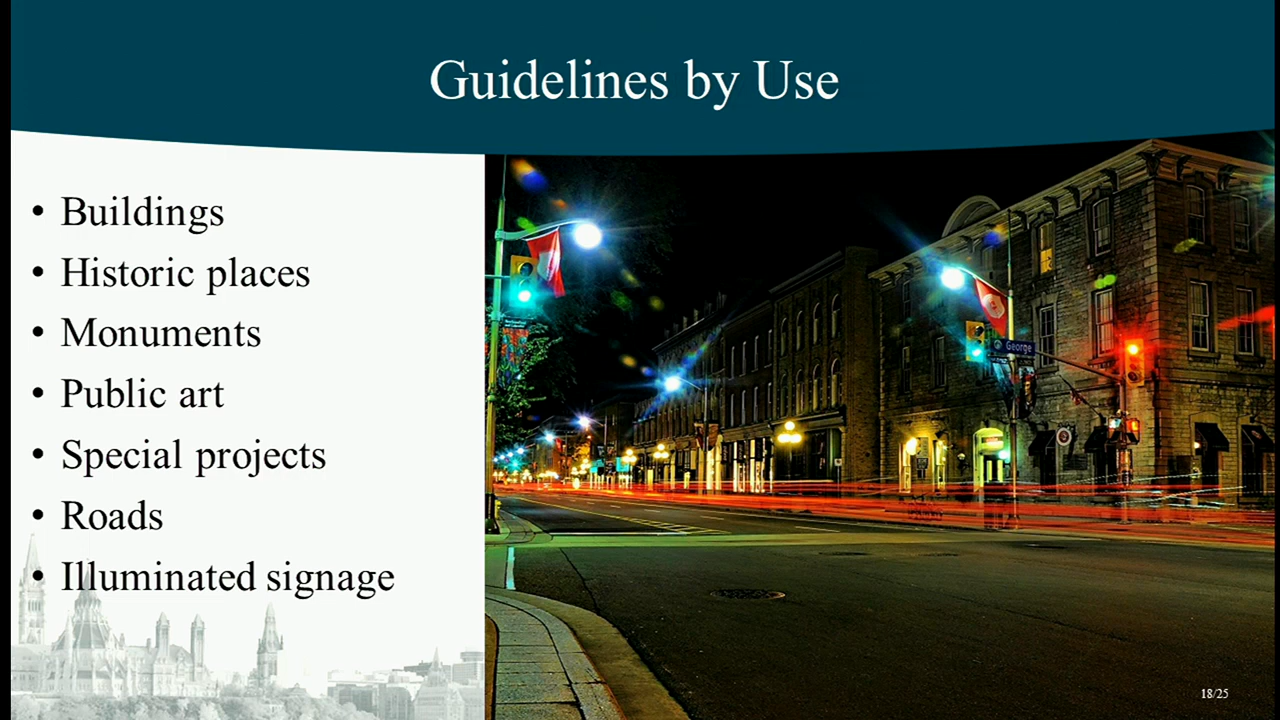 Guidelines by Use
• Buildings
• Historic places
• Monuments
• Public art
• Special projects
• Roads
• Illuminated signage
George
18/25